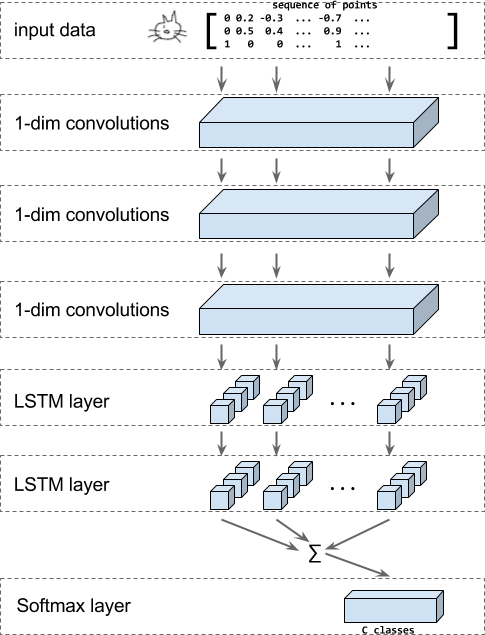 sequence of points
input data
0 0.2 -0.3 ... -0.7 ...
0 0.5 0.4 ... 0.9 ...
1 0 0 ... 1 ...
1-dim convolutions
1-dim convolutions
1-dim convolutions
LSTM layer
...
LSTM layer
...
Σ
Softmax layer
C classes